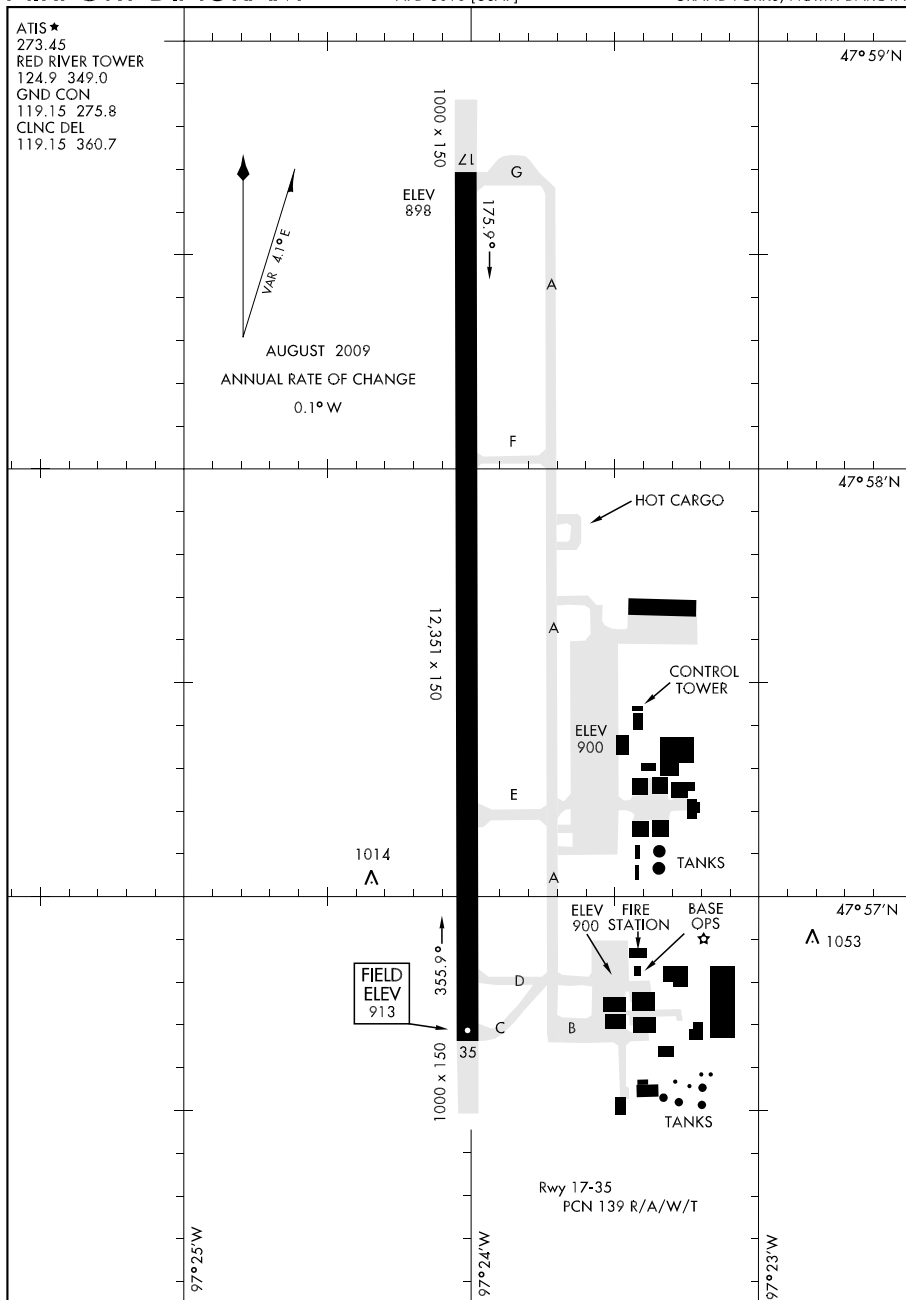 ATIS★
273.45
RED RIVER TOWER
124.9 349.0
GND CON
119.15 275.8
CLNC DEL
119.15 360.7
47°59'N
1000 x 150
17
G
ELEV
898
175.9°
VAR 4.1° E
A
AUGUST 2009
ANNUAL RATE OF CHANGE
0.1° W
F
47°58'N
HOT CARGO
12,351 x 150
A
CONTROL
TOWER
ELEV
900
E
1014
TANKS
A
47°57'N
ELEV
900
FIRE
STATION
BASE
OPS
1053
355.9°
D
FIELD
ELEV
913
C
B
35
1000 x 150
TANKS
Rwy 17-35
PCN 139 R/A/W/T
97°25'W
97°24'W
97°23'W